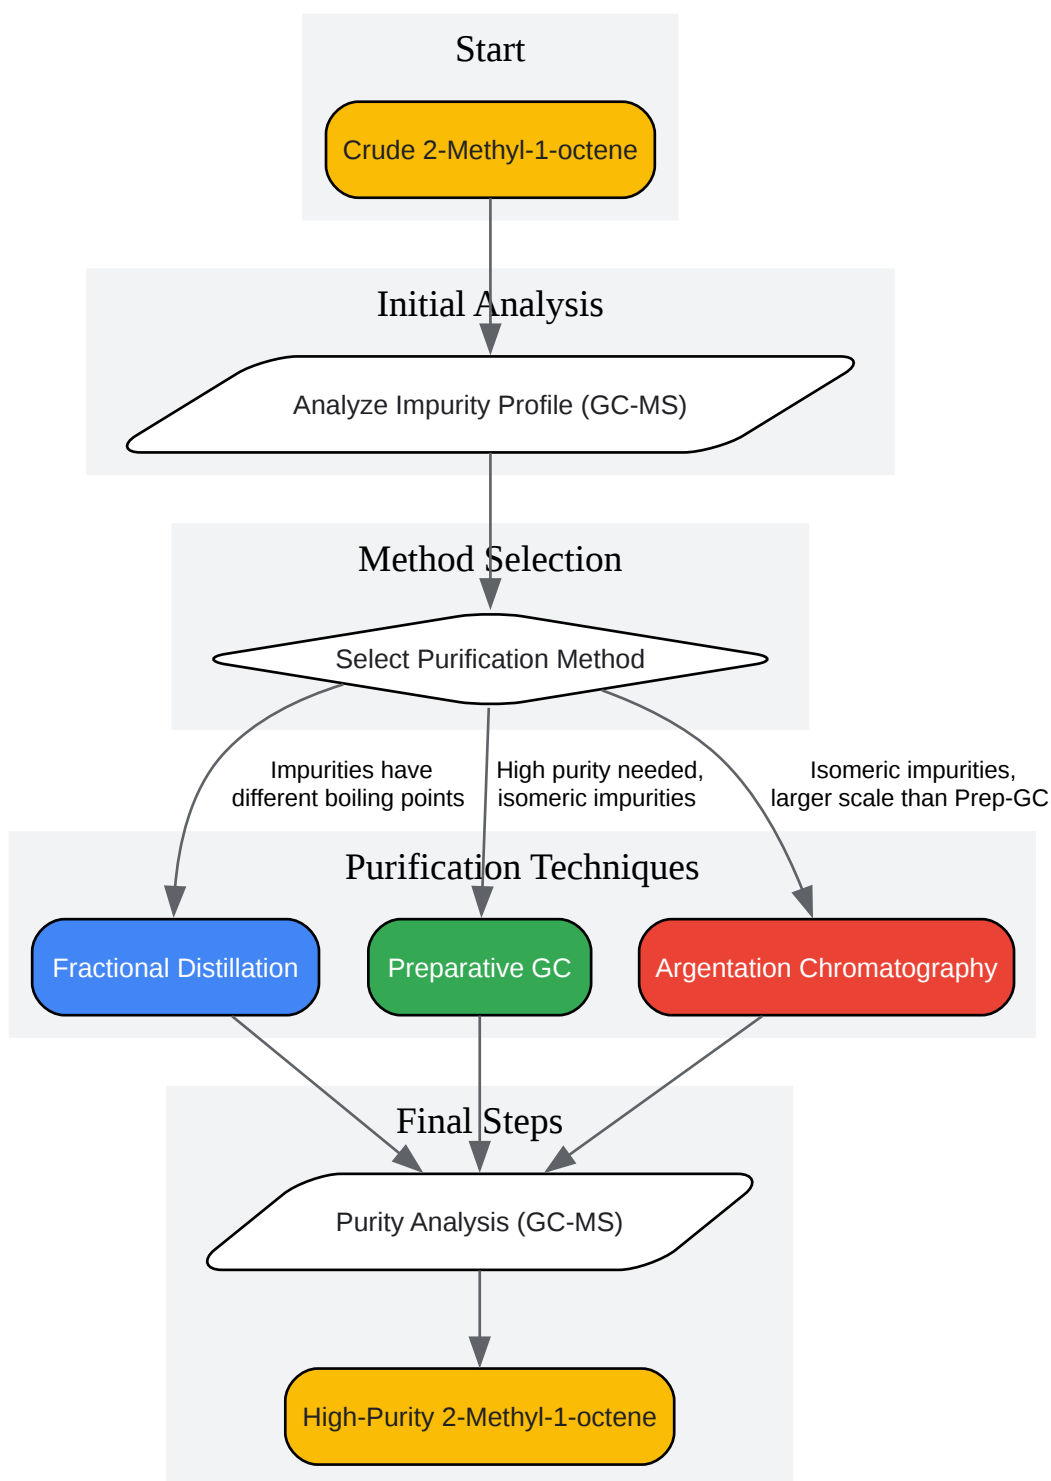 Start
Crude 2-Methyl-1-octene
Initial Analysis
Analyze Impurity Profile (GC-MS)
Method Selection
Select Purification Method
Impurities have
different boiling points
High purity needed,
isomeric impurities
Isomeric impurities,
larger scale than Prep-GC
Purification Techniques
Fractional Distillation
Preparative GC
Argentation Chromatography
Final Steps
Purity Analysis (GC-MS)
High-Purity 2-Methyl-1-octene